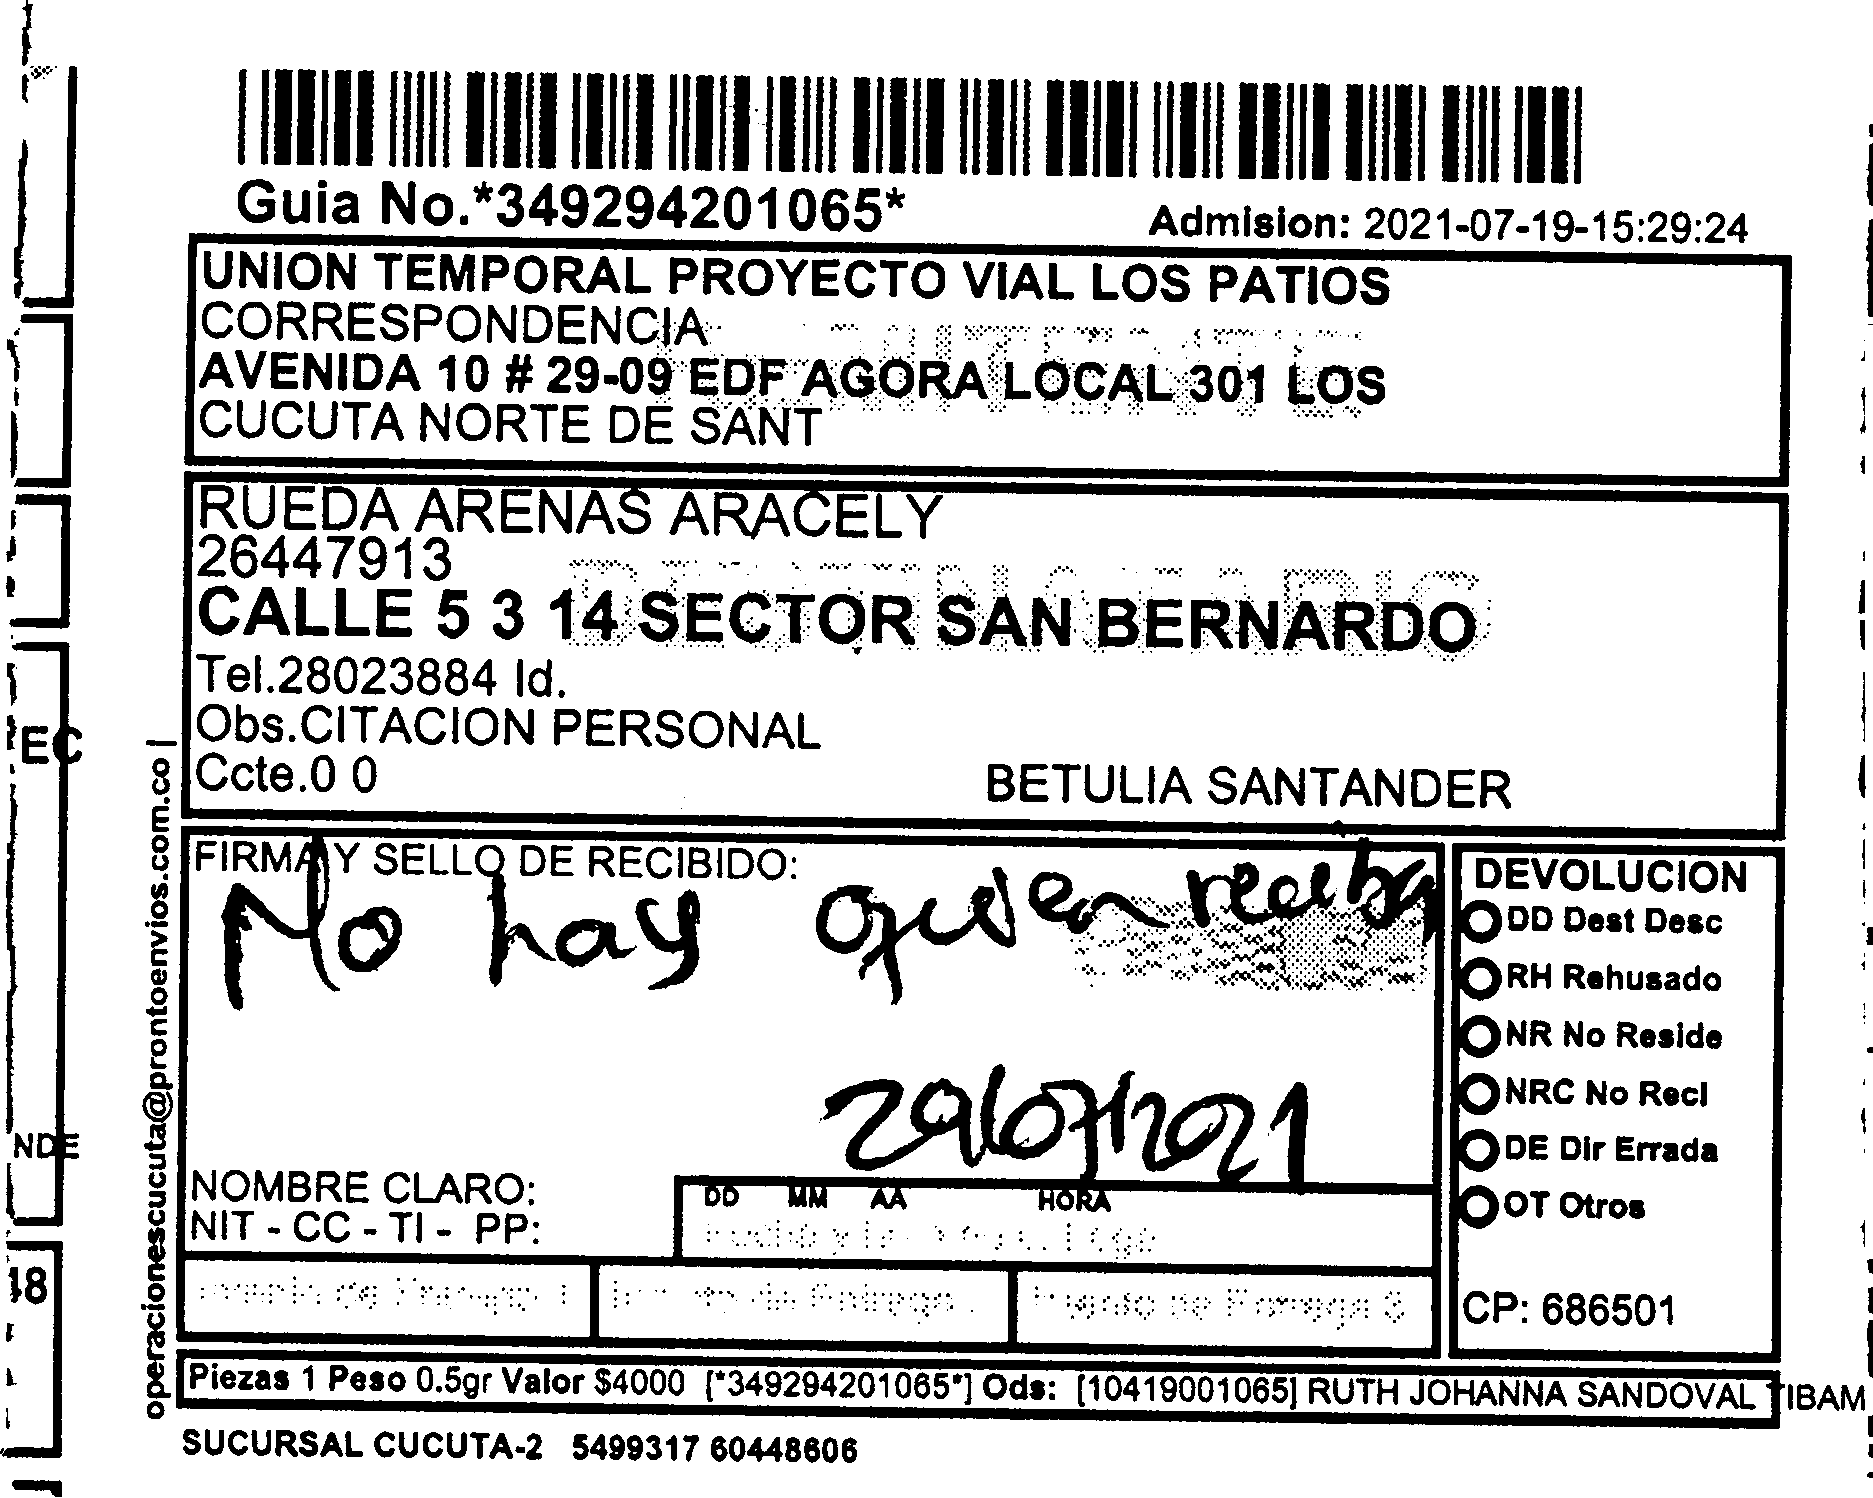 Guia No.*349294201065*
Admision: 2021-07-19-15:29:24
UNION TEMPORAL PROYECTO VIAL LOS PATIOS
CORRESPONDENCIA
AVENIDA 10 # 29-09 EDF AGORA LOCAL 301 LOS
CUCUTA NORTE DE SANT
RUEDA ARENAS ARACELY
26447913
CALLE 5 3 14 SECTOR SAN BERNARDO
Tel.28023884 Id.
Obs.CITACION PERSONAL
Ccte.0 0
BETULIA SANTANDER
FIRMA Y SELLO DE RECIBIDO:
No hay quien reciba
29/07/2021
NOMBRE CLARO:
NIT - CC - TI - PP:
DD MM AA HORA
DEVOLUCION
DD Dest Desc
RH Rehusado
NR No Reside
NRC No Recl
DE Dir Errada
OT Otros
CP: 686501
Piezas 1 Peso 0.5gr Valor $4000 [*349294201065*] Ods: [10419001065] RUTH JOHANNA SANDOVAL TIBAM
SUCURSAL CUCUTA-2 5499317 60448606
operacionescucuta@prontoenvios.com.co |
EC
NDE
18